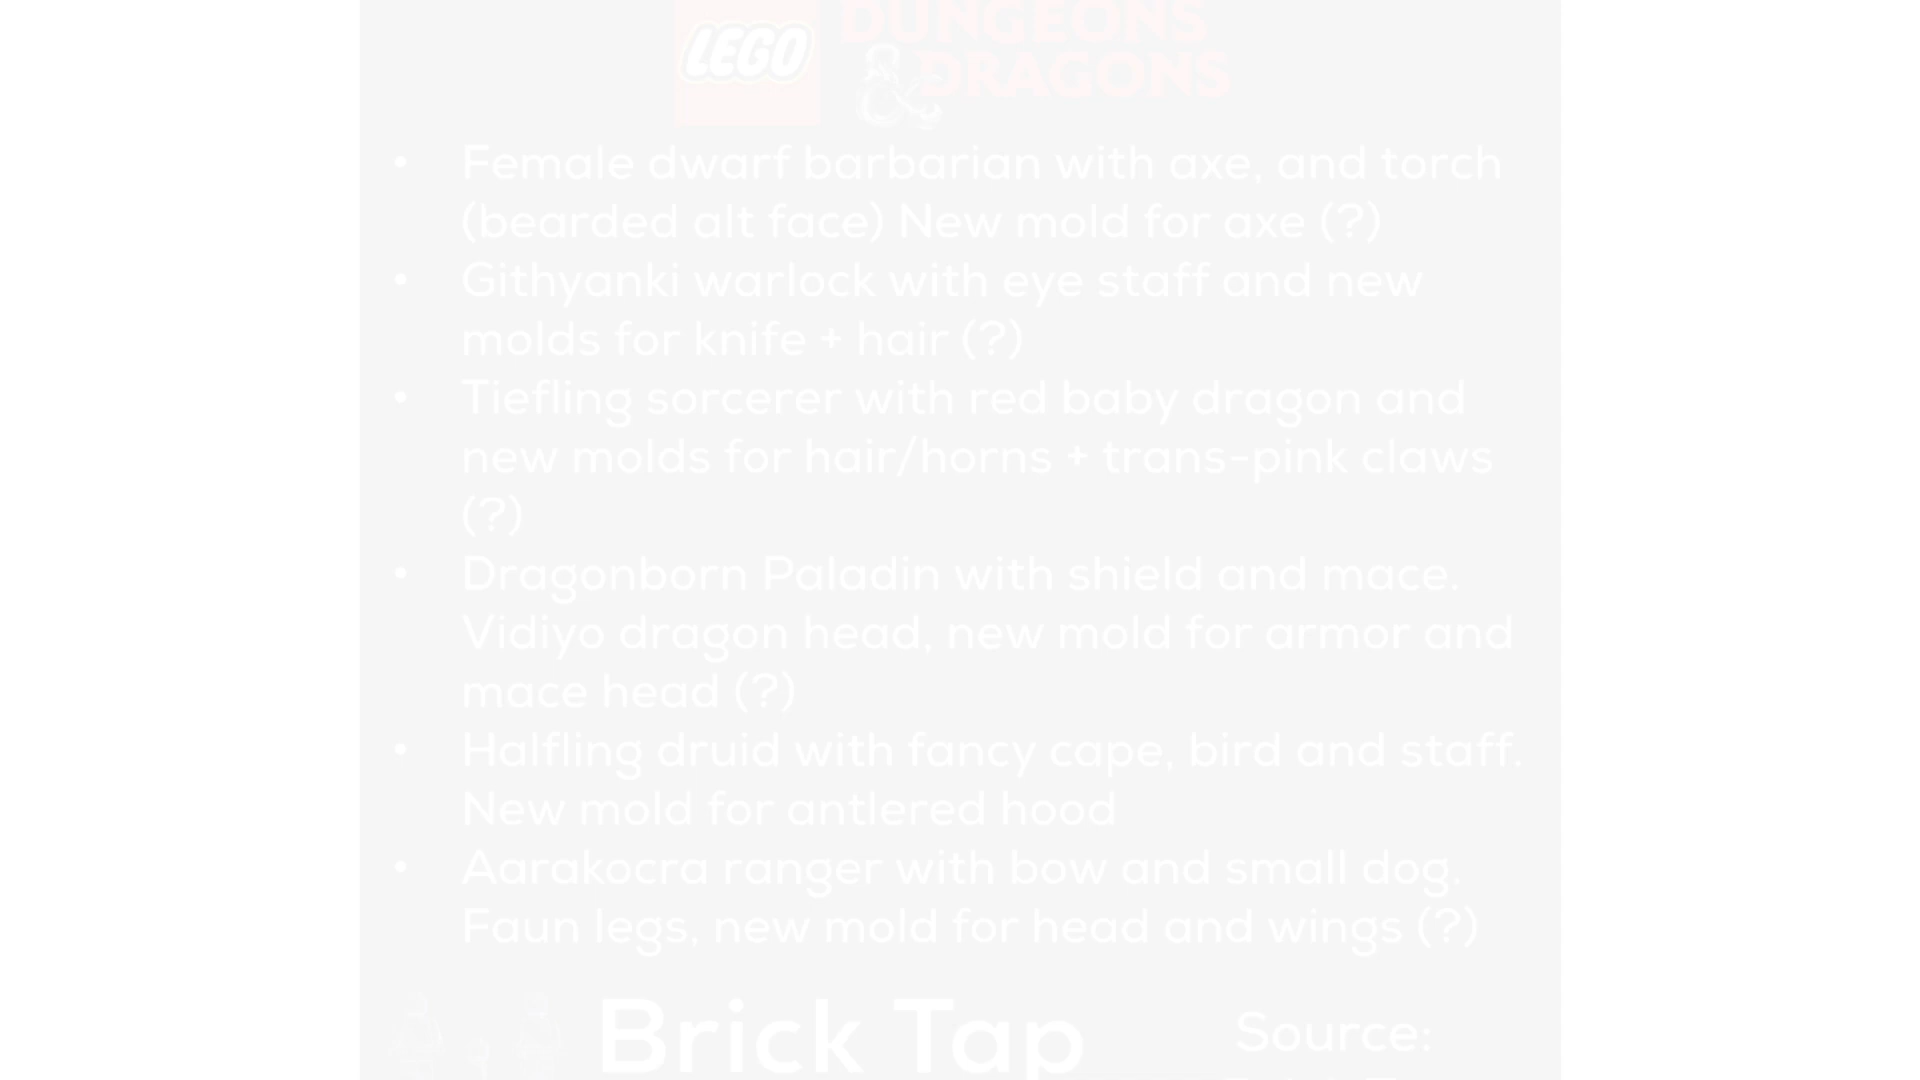 LEGO DUNGEONS
& DRAGONS
• Female dwarf barbarian with axe, and torch
(bearded alt face) New mold for axe (?)
• Githyanki warlock with eye staff and new
molds for knife + hair (?)
• Tiefling sorcerer with red baby dragon and
new molds for hair/horns + trans-pink claws
(?)
• Dragonborn Paladin with shield and mace.
Vidiyo dragon head, new mold for armor and
mace head (?)
• Halfling druid with fancy cape, bird and staff.
New mold for antlered hood
• Aarakocra ranger with bow and small dog.
Faun legs, new mold for head and wings (?)
Brick Tap
Source: